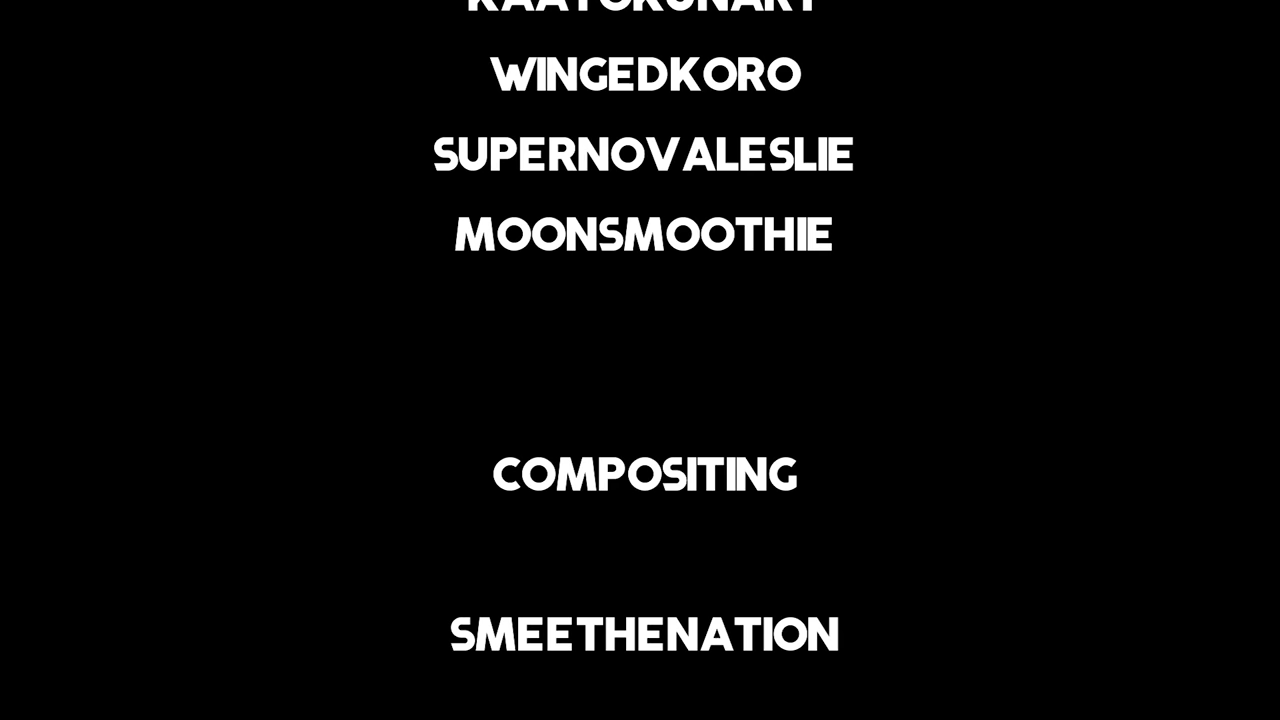 WINGEDKORO
SUPERNOVALESLIE
MOONSMOOTHIE
COMPOSITING
SMEETHENATION